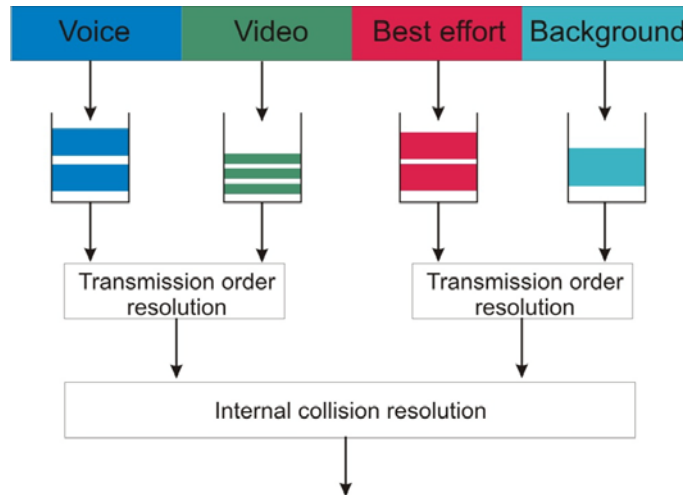 Voice
Video
Best effort
Background
Transmission order
resolution
Transmission order
resolution
Internal collision resolution